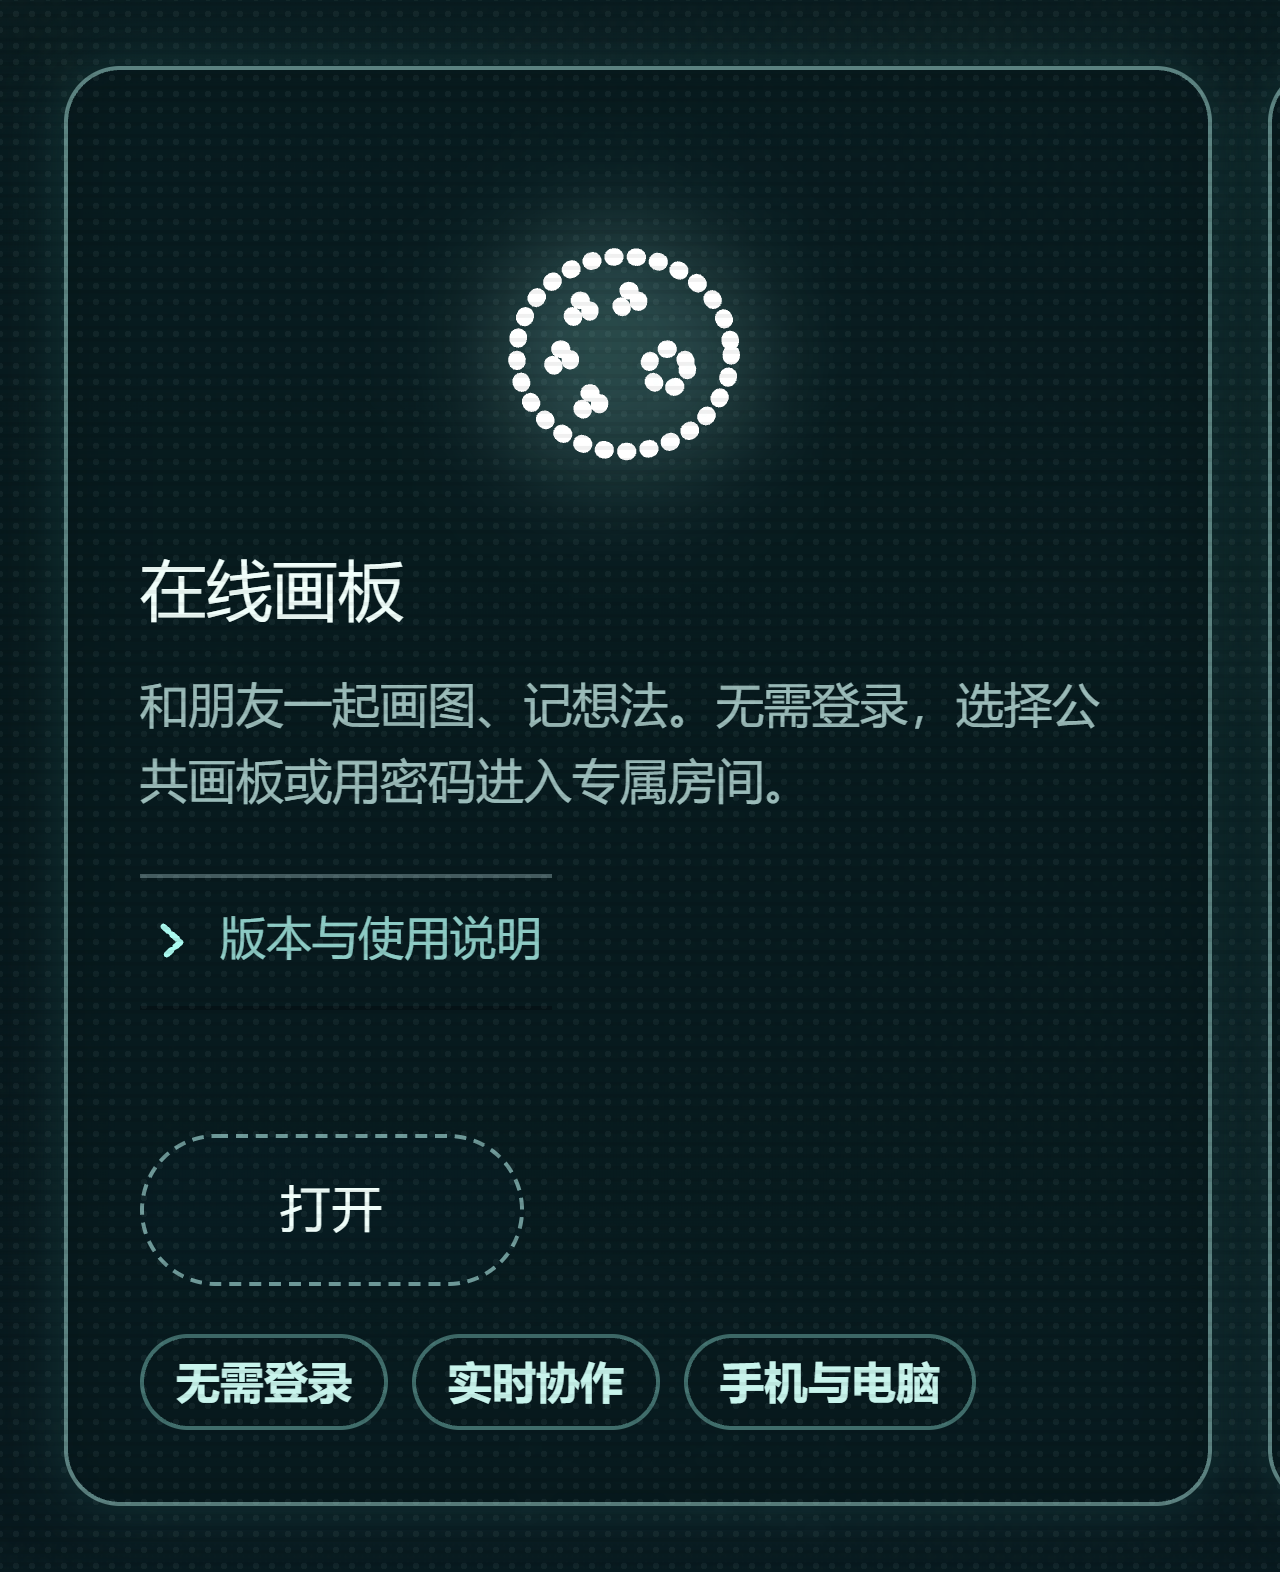 在线画板
和朋友一起画图、记想法。无需登录，选择公
共画板或用密码进入专属房间。
版本与使用说明
打开
无需登录
实时协作
手机与电脑